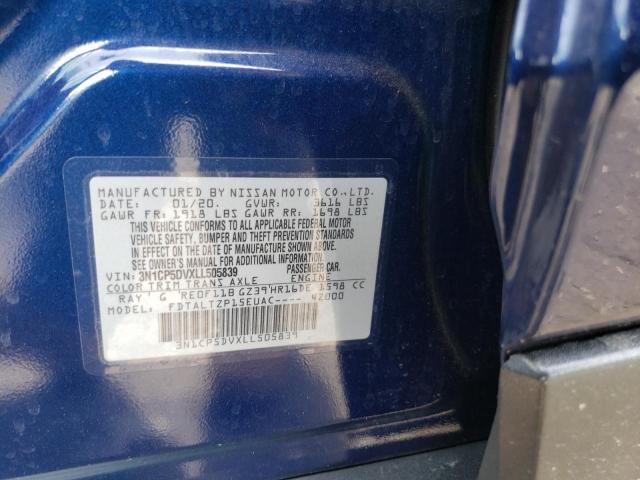 MANUFACTURED BY NISSAN MOTOR CO.,LTD.
DATE: 01/20. GVWR: 3616 LBS
GAWR FR: 1918 LBS GAWR RR: 1698 LBS
THIS VEHICLE CONFORMS TO ALL APPLICABLE FEDERAL MOTOR
VEHICLE SAFETY, BUMPER AND THEFT PREVENTION STANDARDS
IN EFFECT ON THE DATE OF MANUFACTURE SHOWN ABOVE.
SEE OWNER'S MANUAL FOR ADDITIONAL INFORMATION.
VIN: 3N1CP5DVXLL505839 PASSENGER CAR.
COLOR TRIM TRANS AXLE ENGINE
RAY G RE0F11B GZ39 HR16DE 1598 CC
MODEL: FDTALTZP15EUAC---- 42000
3N1CP5DVXLL505839